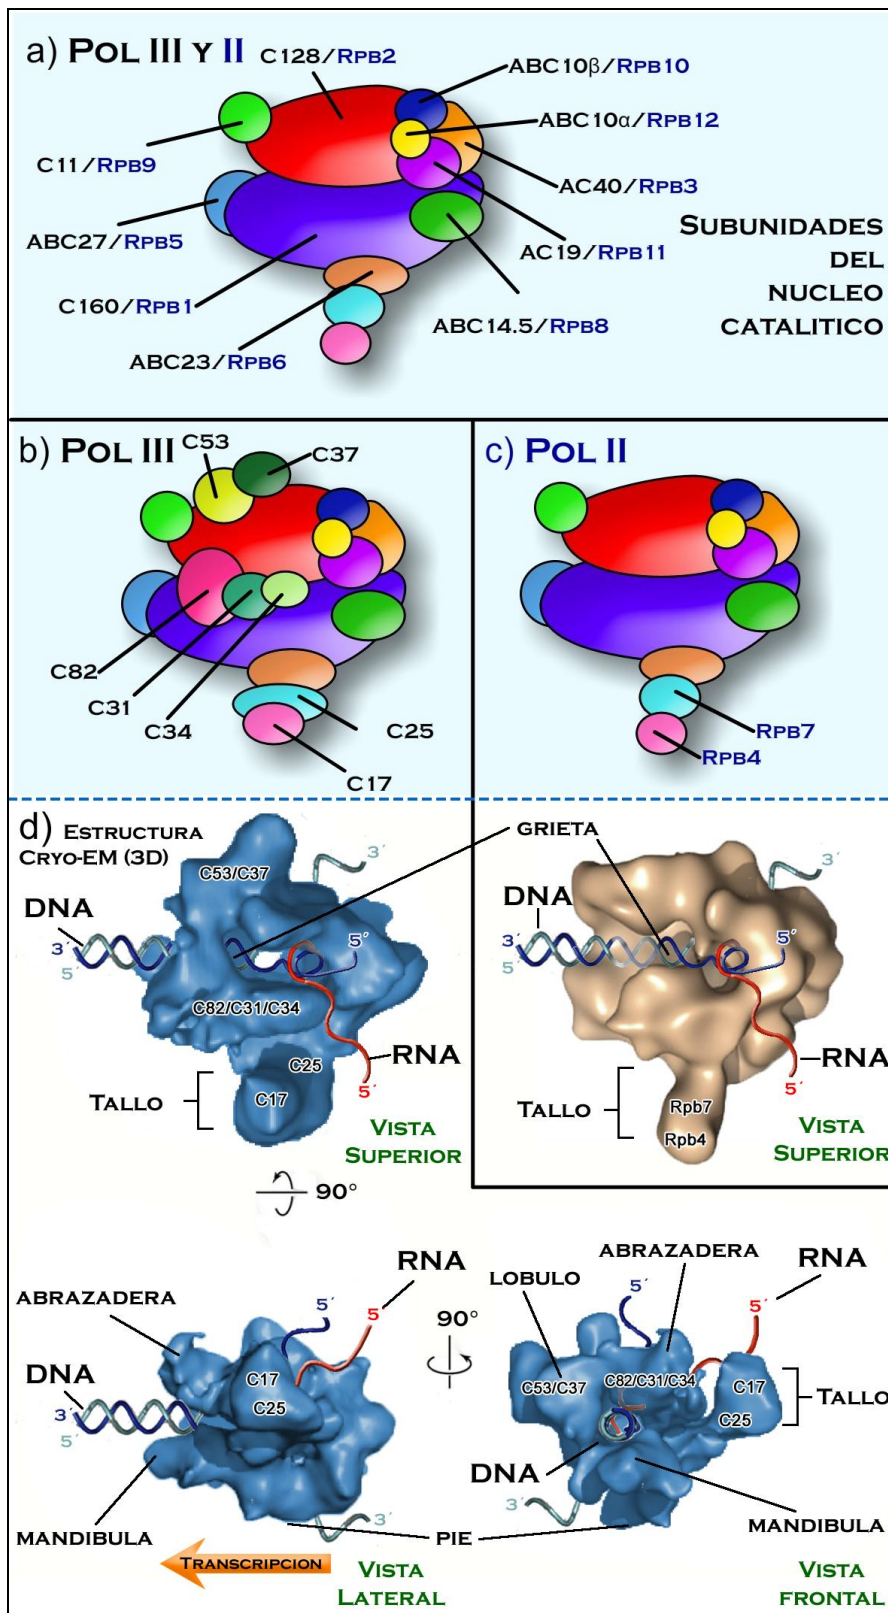 a) POL III Y II
C128/RPB2
ABC10β/RPB10
ABC10α/RPB12
C11/RPB9
AC40/RPB3
ABC27/RPB5
AC19/RPB11
SUBUNIDADES
DEL
NUCLEO
CATALITICO
C160/RPB1
ABC14.5/RPB8
ABC23/RPB6
b) POL III
C53
C37
C82
C31
C34
C25
C17
c) POL II
RPB7
RPB4
d) ESTRUCTURA
CRYO-EM (3D)
C53/C37
3´
DNA
3´
5´
5´
C82/C31/C34
C25
RNA
C17
5´
TALLO
VISTA
SUPERIOR
90°
GRIETA
3´
DNA
3´
5´
5´
RNA
5´
TALLO
Rpb7
Rpb4
VISTA
SUPERIOR
ABRAZADERA
RNA
5´
5´
DNA
C17
3´
C25
5´
MANDIBULA
3´
PIE
TRANSCRIPCION
VISTA
LATERAL
90°
ABRAZADERA
LOBULO
RNA
5´
5´
C53/C37
C82/C31/C34
C17
TALLO
C25
DNA
3´
MANDIBULA
VISTA
FRONTAL